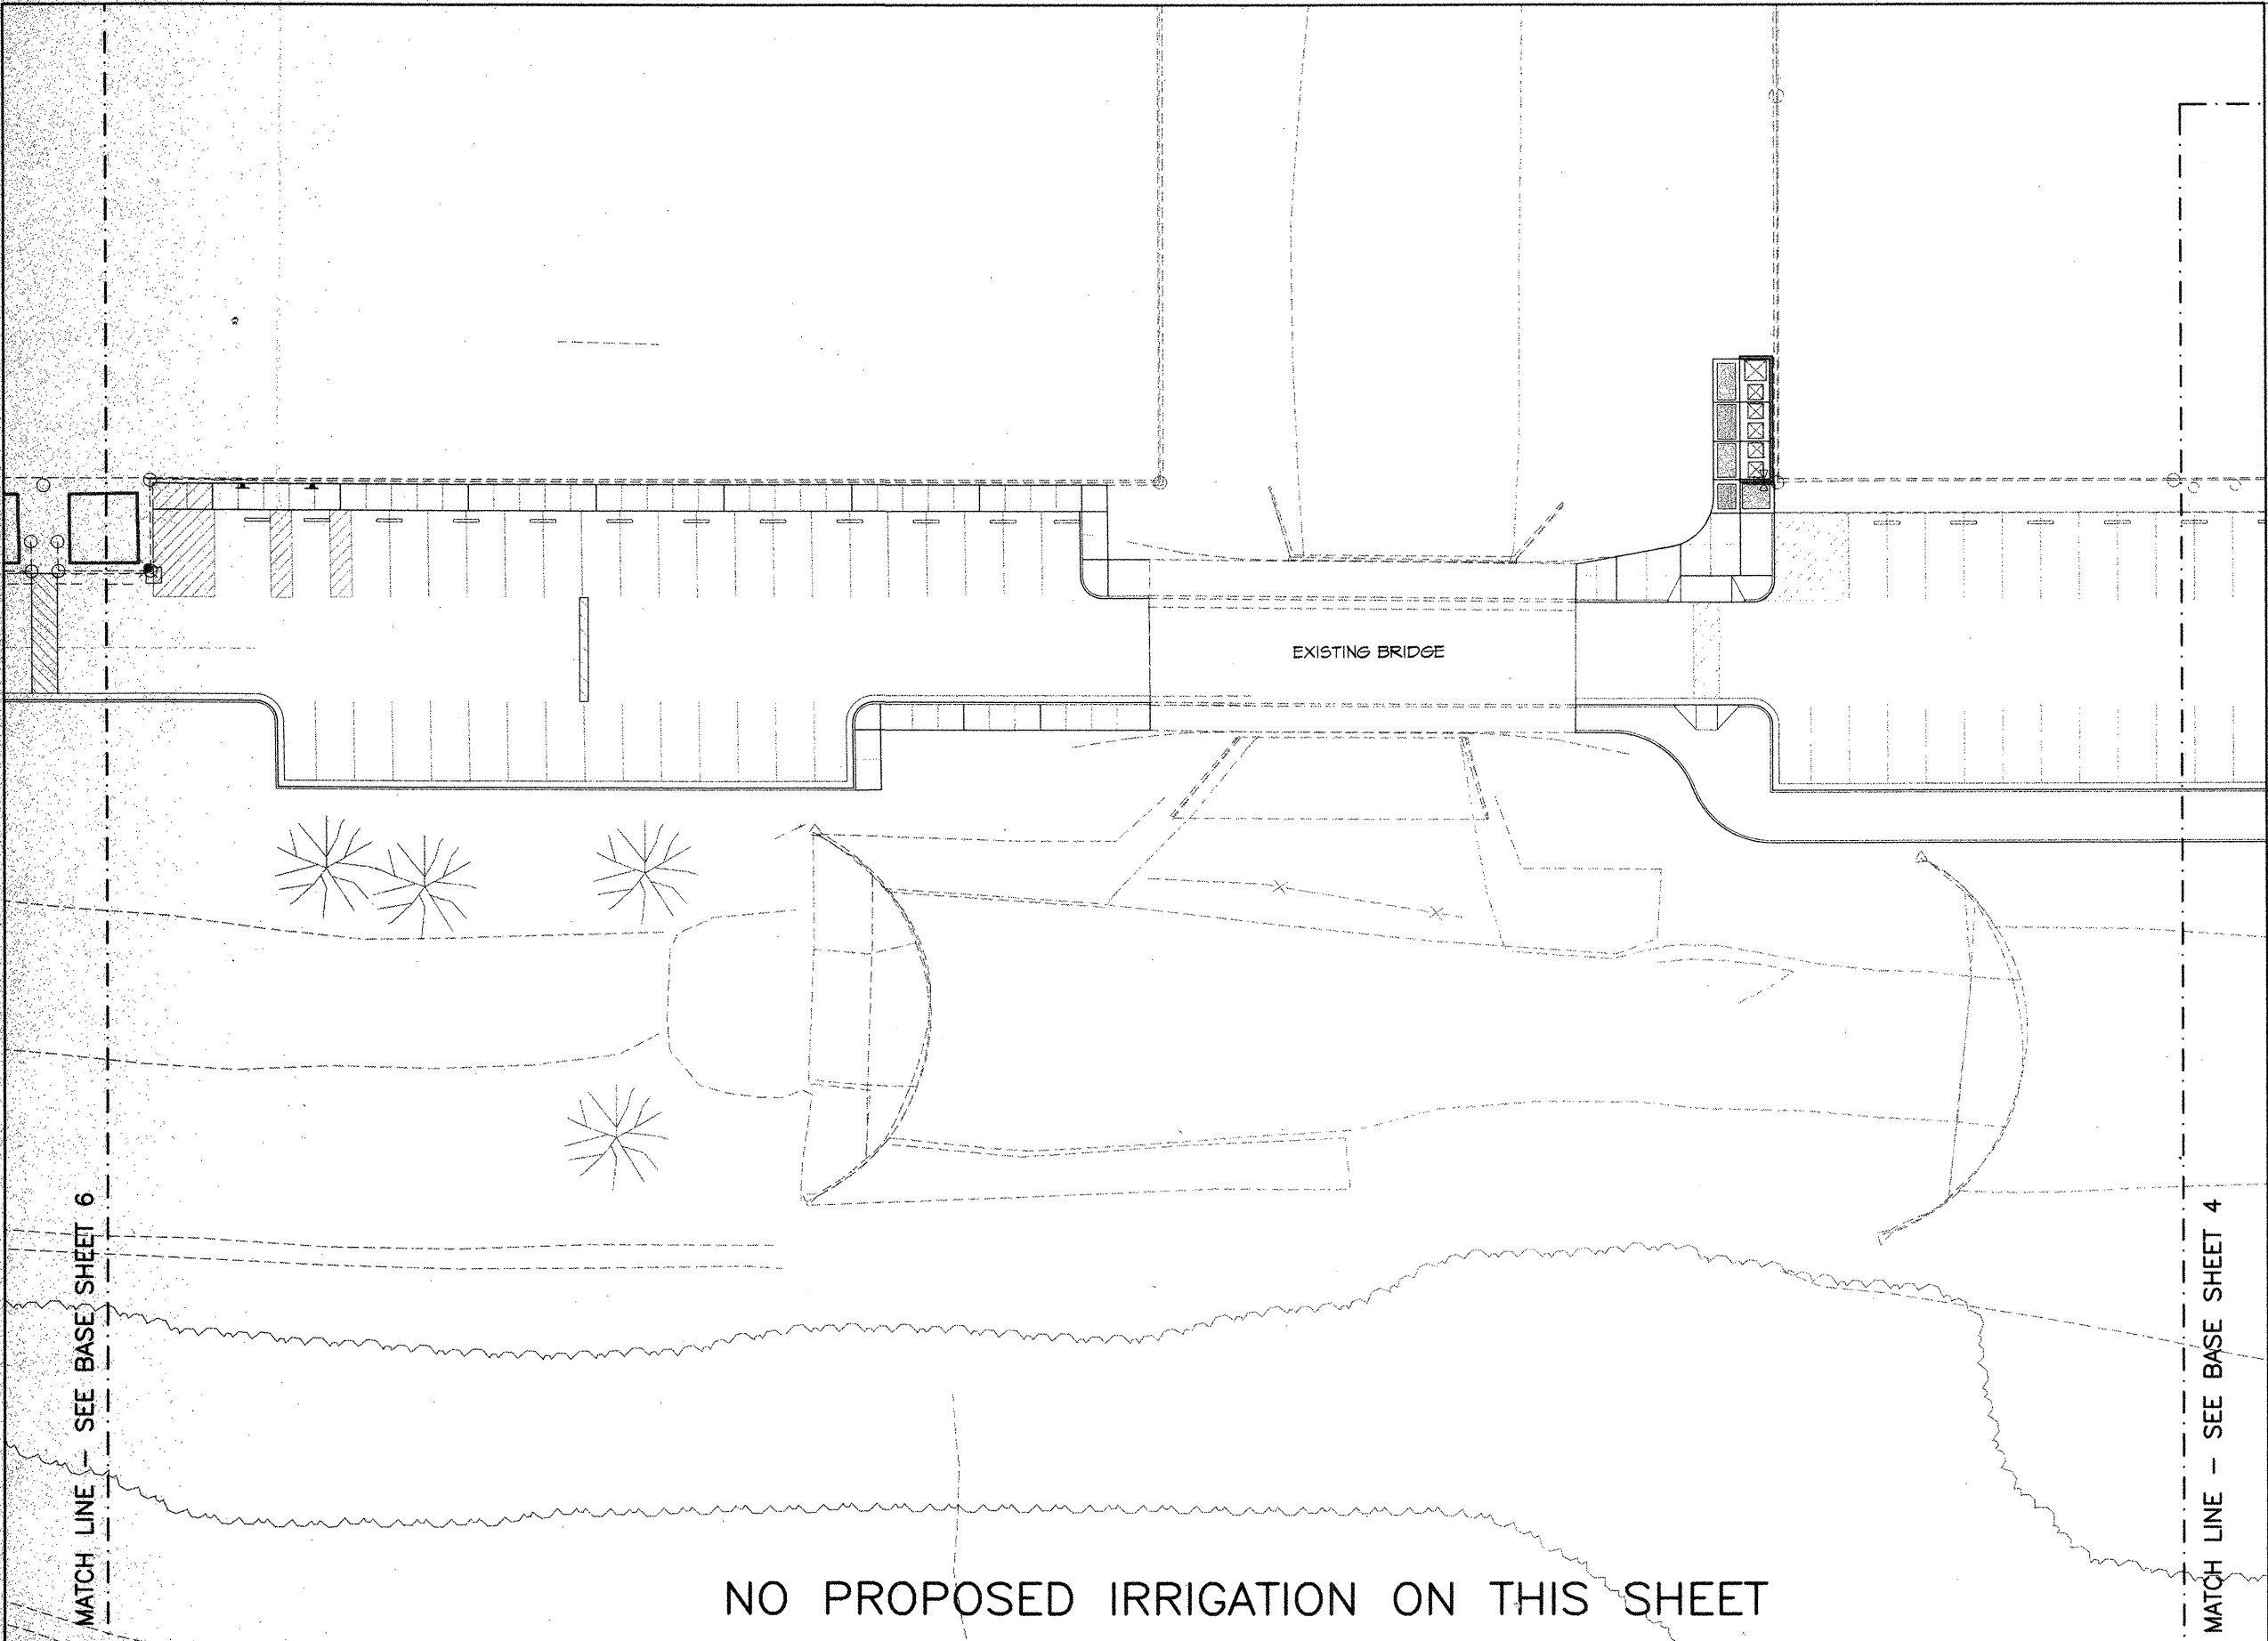 EXISTING BRIDGE
MATCH LINE - SEE BASE SHEET 6
MATCH LINE - SEE BASE SHEET 4
NO PROPOSED IRRIGATION ON THIS SHEET